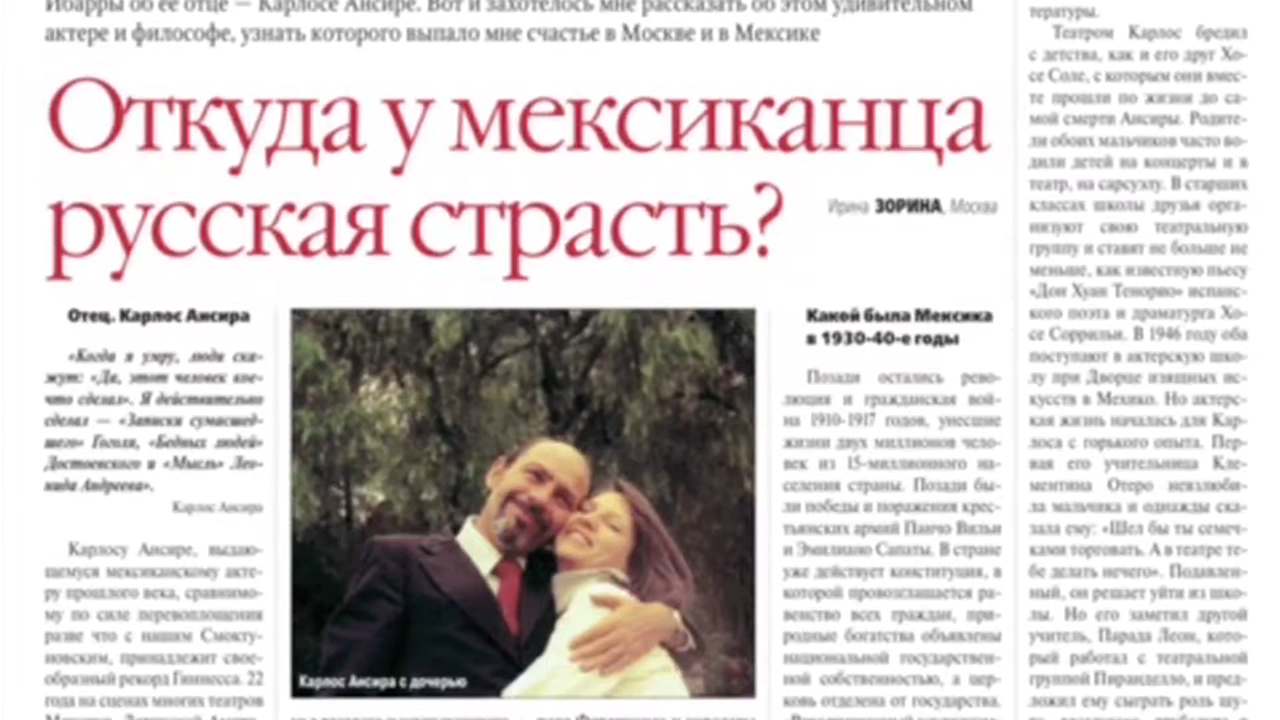 Ибарры об ее отце — Карлосе Ансире. Вот и захотелось мне рассказать об этом удивительном
актере и философе, узнать которого выпало мне счастье в Москве и в Мексике
Откуда у мексиканца
русская страсть?
Ирина ЗОРИНА, Москва
Отец. Карлос Ансира
«Когда я умру, люди ска-
жут: «Да, этот человек кое-
что сделал». Я действительно
сделал — «Записки сумасшед-
шего» Гоголя, «Бедных людей»
Достоевского и «Мысль» Лео-
нида Андреева».
Карлос Ансира
Карлосу Ансире, выдаю-
щемуся мексиканскому акте-
ру прошлого века, сравнимо-
му по силе перевоплощения
разве что с нашим Смокту-
новским, принадлежит свое-
образный рекорд Гиннесса. 22
года на сценах многих театров
Карлос Ансира с дочерью
Какой была Мексика
в 1930-40-е годы
Позади остались рево-
люция и гражданская вой-
на 1910-1917 годов, унесшие
жизни двух миллионов чело-
век из 15-миллионного на-
селения страны. Позади бы-
ли победы и поражения крес-
тьянских армий Панчо Вильи
и Эмилиано Сапаты. В стране
уже действует конституция, в
которой провозглашается ра-
венство всех граждан, при-
родные богатства объявлены
национальной государствен-
ной собственностью, а цер-
ковь отделена от государства.
тературы.
Театром Карлос бредил
с детства, как и его друг Хо-
се Соле, с которым они вмес-
те прошли по жизни до са-
мой смерти Ансиры. Родите-
ли обоих мальчиков часто во-
дили детей на концерты и в
театр, на сарсуэлу. В старших
классах школы друзья орга-
низуют свою театральную
группу и ставят не больше не
меньше, как известную пьесу
«Дон Хуан Тенорио» испанс-
кого поэта и драматурга Хо-
се Соррильи. В 1946 году оба
поступают в актерскую шко-
лу при Дворце изящных ис-
кусств в Мехико. Но актерс-
кая жизнь началась для Кар-
лоса с горького опыта. Пер-
вая его учительница Кле-
ментина Отеро невзлюби-
ла мальчика и однажды ска-
зала ему: «Шел бы ты семеч-
ками торговать. А в театре те-
бе делать нечего». Подавлен-
ный, он решает уйти из шко-
лы. Но его заметил другой
учитель, Парада Леон, кото-
рый работал с театральной
группой Пиранделло, и пред-
ложил ему сыграть роль шу-